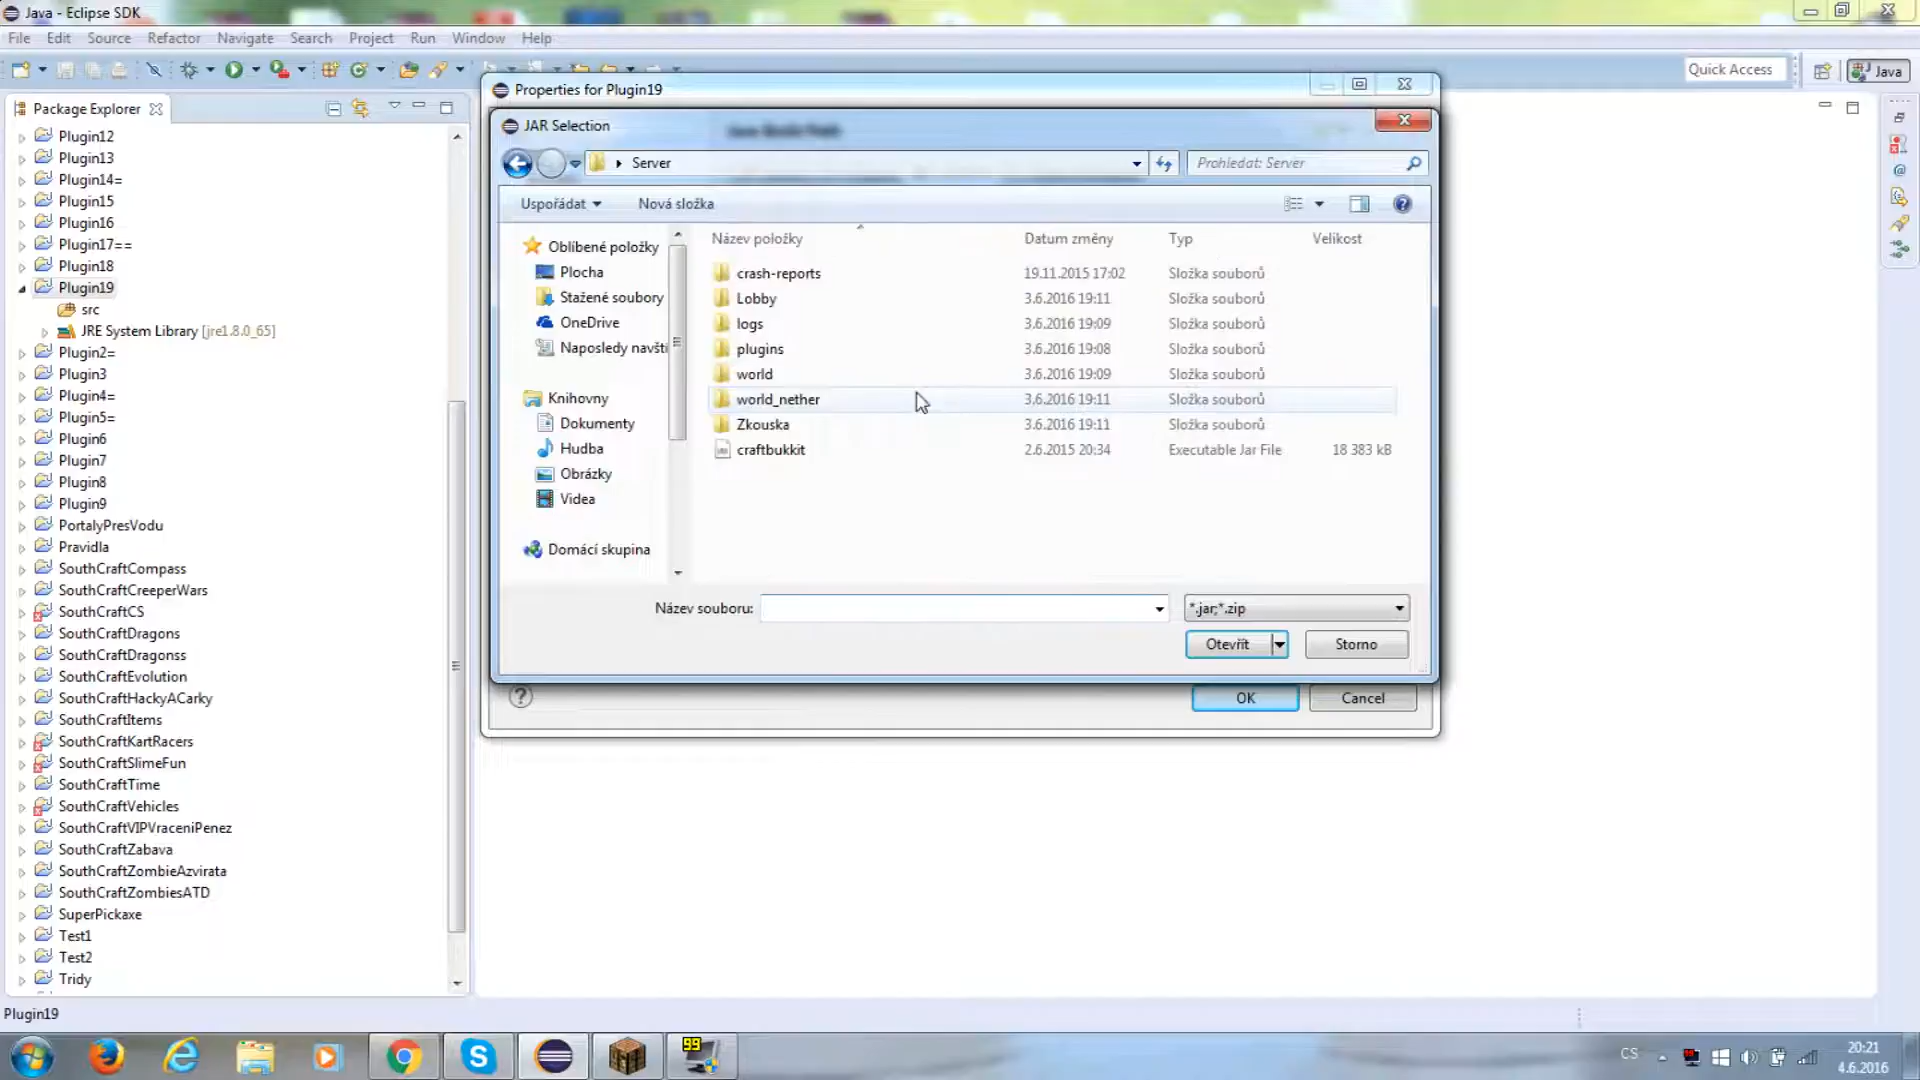 Java - Eclipse SDK
File Edit Source Refactor Navigate Search Project Run Window Help
Quick Access
Java
Package Explorer
Plugin12
Plugin13
Plugin14=
Plugin15
Plugin16
Plugin17==
Plugin18
Plugin19
src
JRE System Library [jre1.8.0_65]
Plugin2=
Plugin3
Plugin4=
Plugin5=
Plugin6
Plugin7
Plugin8
Plugin9
PortalyPresVodu
Pravidla
SouthCraftCompass
SouthCraftCreeperWars
SouthCraftCS
SouthCraftDragons
SouthCraftDragonss
SouthCraftEvolution
SouthCraftHackyACarky
SouthCraftItems
SouthCraftKartRacers
SouthCraftSlimeFun
SouthCraftTime
SouthCraftVehicles
SouthCraftVIPVraceniPenez
SouthCraftZabava
SouthCraftZombieAzvirata
SouthCraftZombiesATD
SuperPickaxe
Test1
Test2
Tridy
Properties for Plugin19
JAR Selection
Java Build Path
Server
Prohledat: Server
Uspořádat
Nová složka
Oblíbené položky
Plocha
Stažené soubory
OneDrive
Naposledy navšti
Knihovny
Dokumenty
Hudba
Obrázky
Videa
Domácí skupina
Název položky Datum změny Typ Velikost
crash-reports 19.11.2015 17:02 Složka souborů
Lobby 3.6.2016 19:11 Složka souborů
logs 3.6.2016 19:09 Složka souborů
plugins 3.6.2016 19:08 Složka souborů
world 3.6.2016 19:09 Složka souborů
world_nether 3.6.2016 19:11 Složka souborů
Zkouska 3.6.2016 19:11 Složka souborů
craftbukkit 2.6.2015 20:34 Executable Jar File 18 383 kB
Název souboru:
*.jar;*.zip
Otevřít
Storno
OK
Cancel
Plugin19
99
CS
20:21
4.6.2016